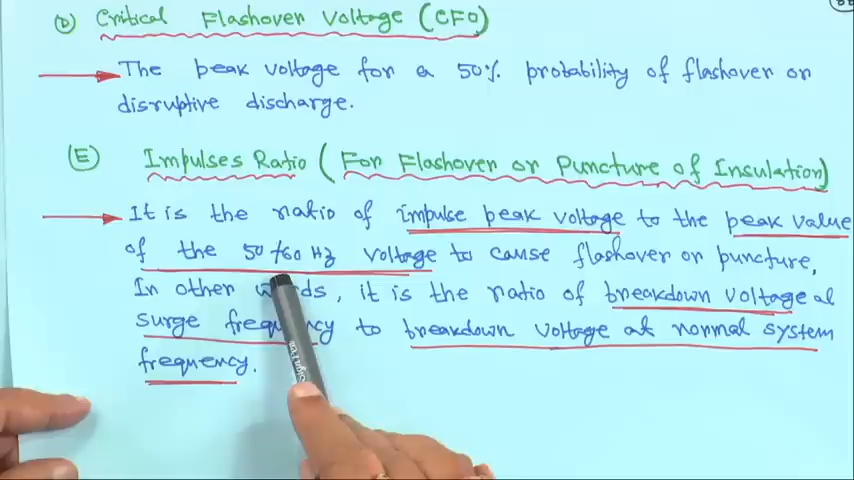 (D) Critical Flashover Voltage (CFO)
The peak voltage for a 50% probability of flashover or
disruptive discharge.
(E) Impulses Ratio (For Flashover or Puncture of Insulation)
It is the ratio of impulse peak voltage to the peak value
of the 50/60 Hz voltage to cause flashover or puncture,
In other words, it is the ratio of breakdown voltage at
surge frequency to breakdown voltage at normal system
frequency.